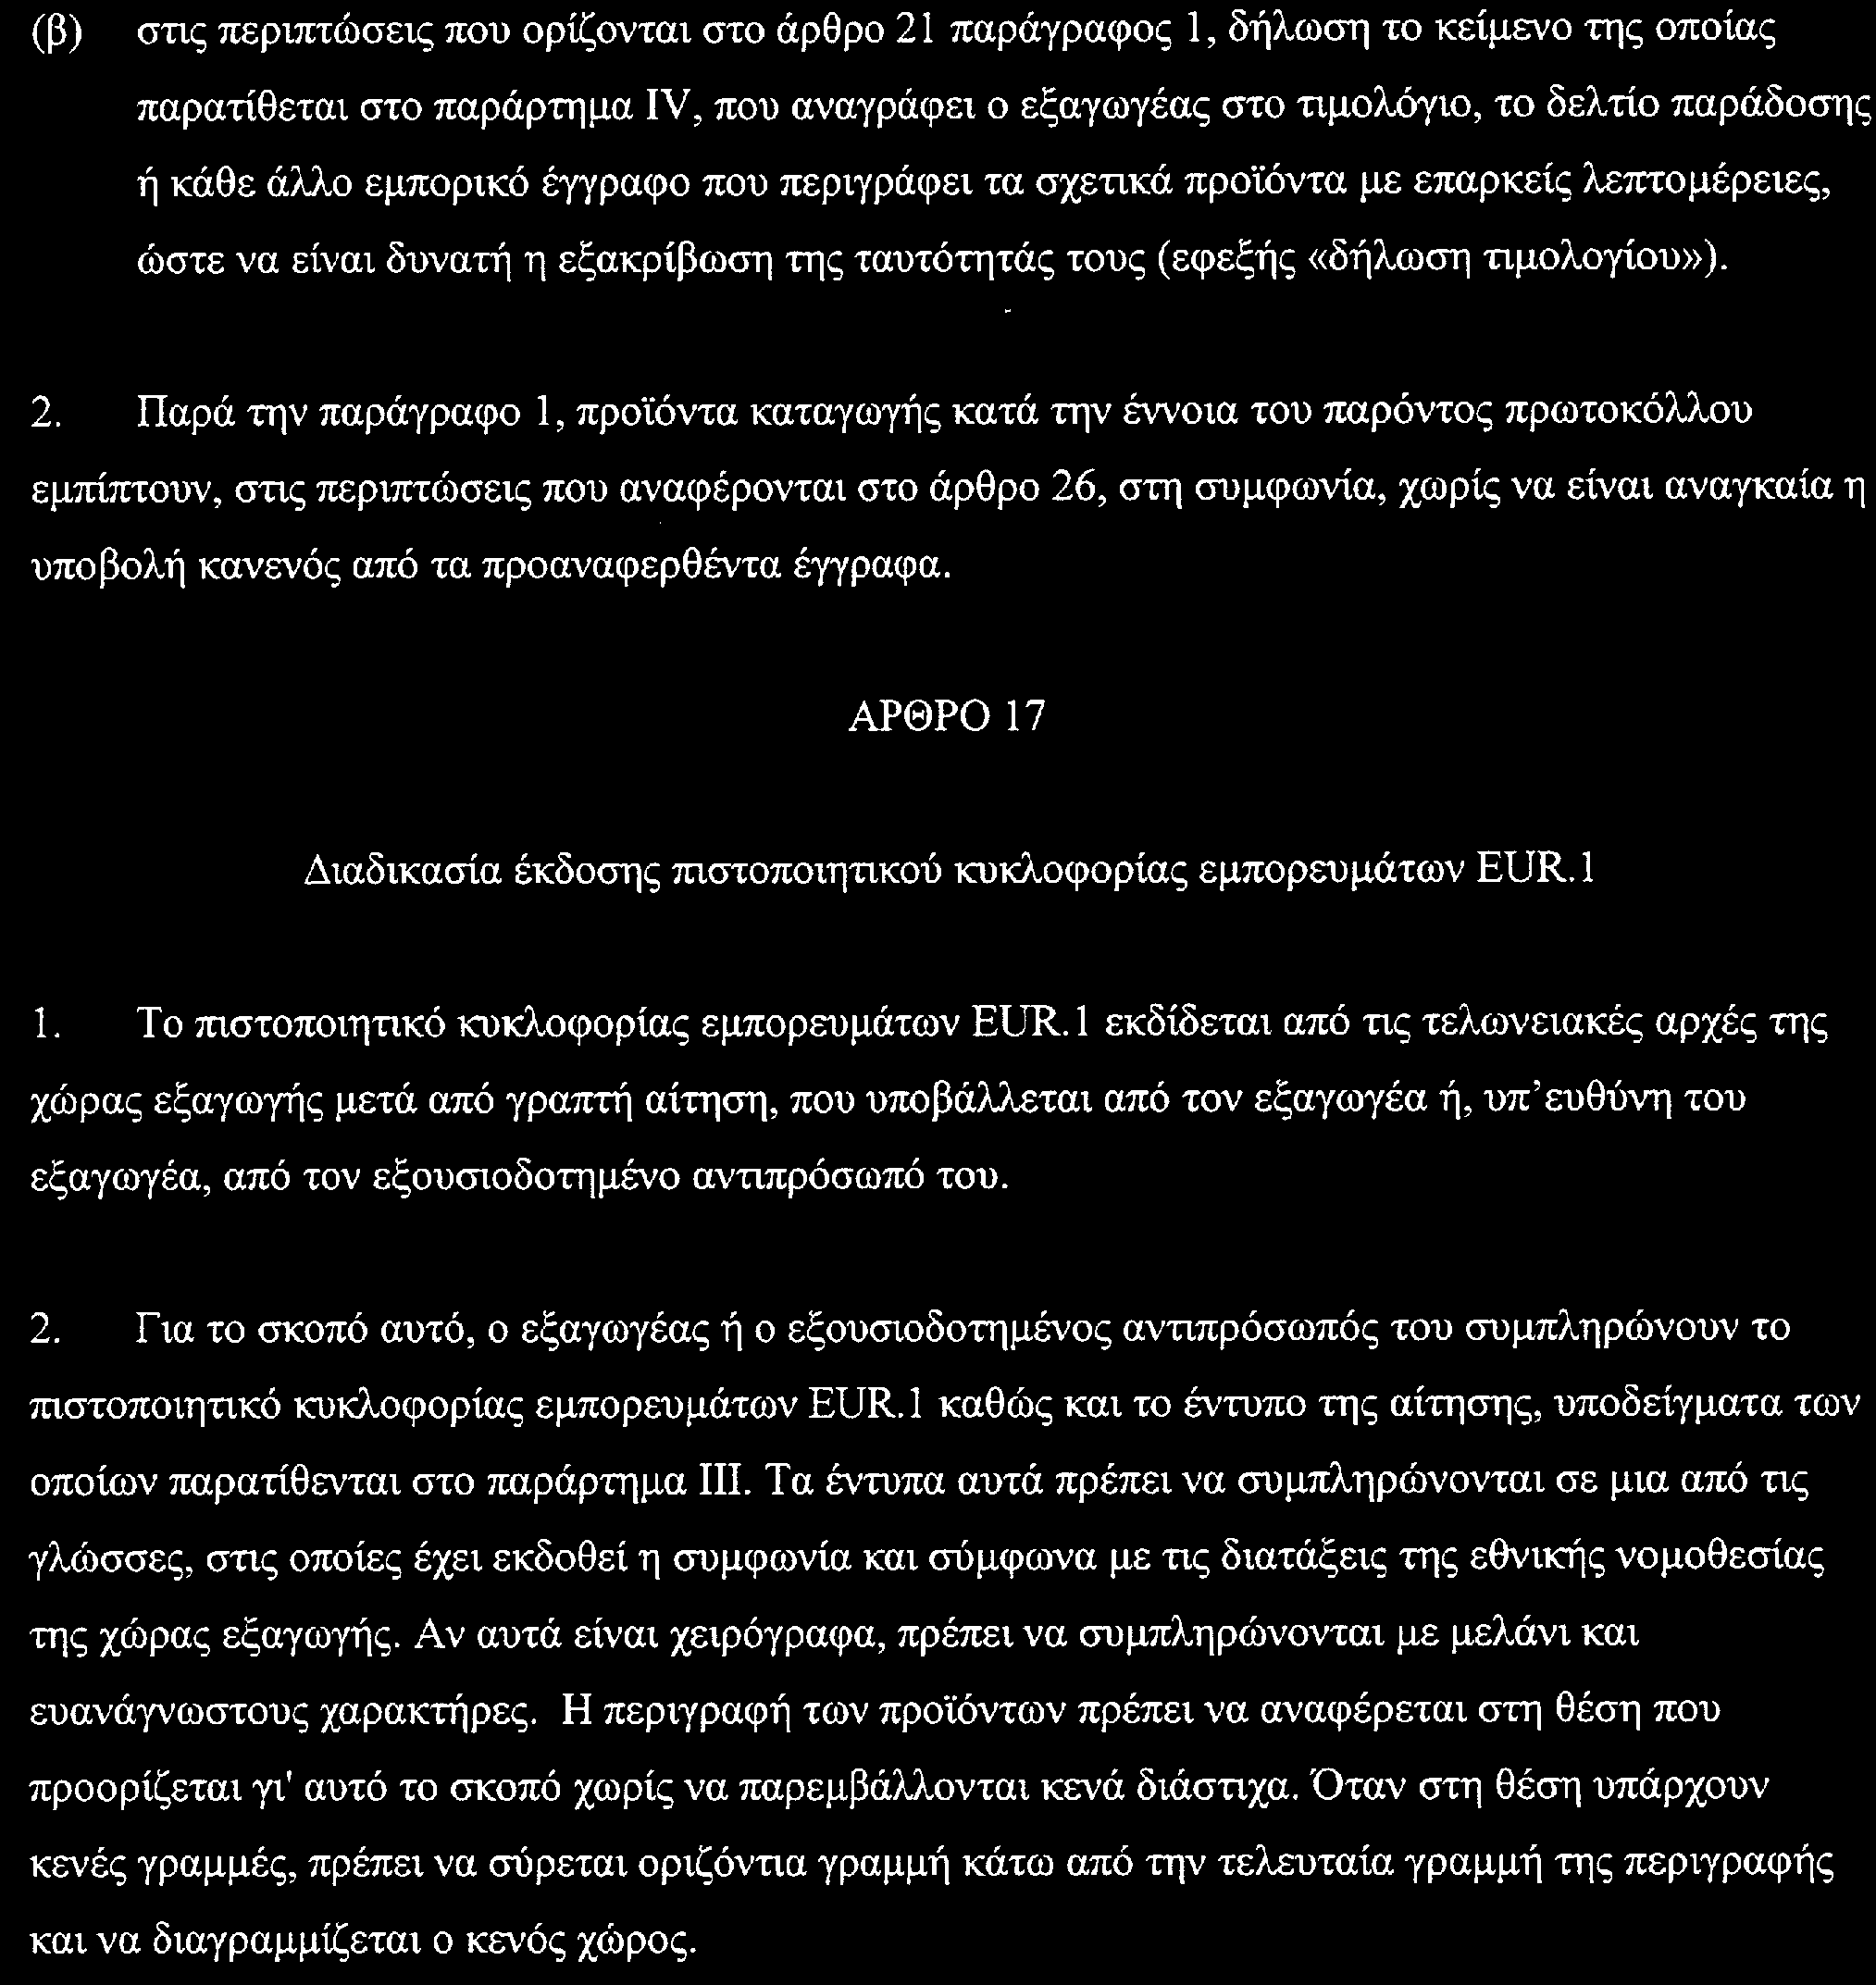 (β) στις περιπτώσεις που ορίζονται στο άρθρο 21 παράγραφος 1, δήλωση το κείμενο της οποίας
παρατίθεται στο παράρτημα IV, που αναγράφει ο εξαγωγέας στο τιμολόγιο, το δελτίο παράδοσης
ή κάθε άλλο εμπορικό έγγραφο που περιγράφει τα σχετικά προϊόντα με επαρκείς λεπτομέρειες,
ώστε να είναι δυνατή η εξακρίβωση της ταυτότητάς τους (εφεξής «δήλωση τιμολογίου»).
2. Παρά την παράγραφο 1, προϊόντα καταγωγής κατά την έννοια του παρόντος πρωτοκόλλου
εμπίπτουν, στις περιπτώσεις που αναφέρονται στο άρθρο 26, στη συμφωνία, χωρίς να είναι αναγκαία η
υποβολή κανενός από τα προαναφερθέντα έγγραφα.
ΑΡΘΡΟ 17
Διαδικασία έκδοσης πιστοποιητικού κυκλοφορίας εμπορευμάτων EUR.1
1. Το πιστοποιητικό κυκλοφορίας εμπορευμάτων EUR.1 εκδίδεται από τις τελωνειακές αρχές της
χώρας εξαγωγής μετά από γραπτή αίτηση, που υποβάλλεται από τον εξαγωγέα ή, υπ’ευθύνη του
εξαγωγέα, από τον εξουσιοδοτημένο αντιπρόσωπό του.
2. Για το σκοπό αυτό, ο εξαγωγέας ή ο εξουσιοδοτημένος αντιπρόσωπός του συμπληρώνουν το
πιστοποιητικό κυκλοφορίας εμπορευμάτων EUR.1 καθώς και το έντυπο της αίτησης, υποδείγματα των
οποίων παρατίθενται στο παράρτημα III. Τα έντυπα αυτά πρέπει να συμπληρώνονται σε μια από τις
γλώσσες, στις οποίες έχει εκδοθεί η συμφωνία και σύμφωνα με τις διατάξεις της εθνικής νομοθεσίας
της χώρας εξαγωγής. Αν αυτά είναι χειρόγραφα, πρέπει να συμπληρώνονται με μελάνι και
ευανάγνωστους χαρακτήρες. Η περιγραφή των προϊόντων πρέπει να αναφέρεται στη θέση που
προορίζεται γι' αυτό το σκοπό χωρίς να παρεμβάλλονται κενά διάστιχα. Όταν στη θέση υπάρχουν
κενές γραμμές, πρέπει να σύρεται οριζόντια γραμμή κάτω από την τελευταία γραμμή της περιγραφής
και να διαγραμμίζεται ο κενός χώρος.